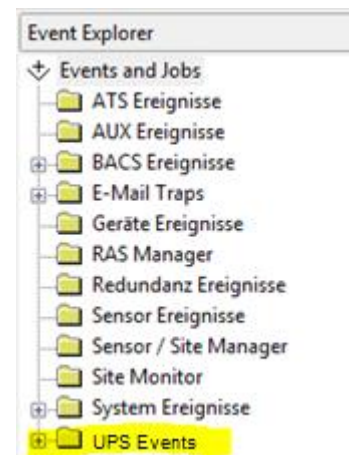 Event Explorer
Events and Jobs
ATS Ereignisse
AUX Ereignisse
BACS Ereignisse
E-Mail Traps
Geräte Ereignisse
RAS Manager
Redundanz Ereignisse
Sensor Ereignisse
Sensor / Site Manager
Site Monitor
System Ereignisse
UPS Events